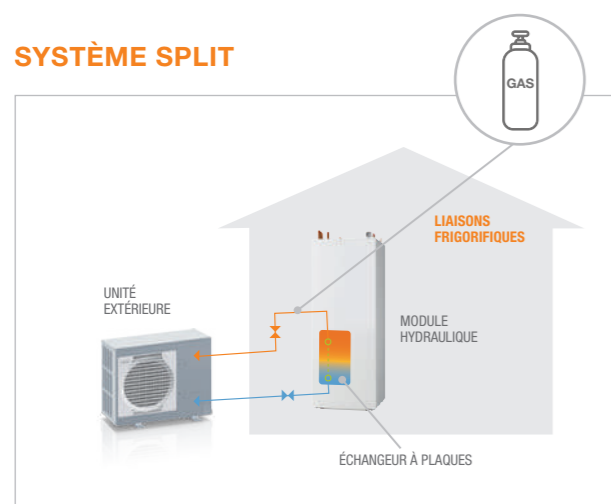 SYSTÈME SPLIT
GAS
LIAISONS
FRIGORIFIQUES
UNITÉ
EXTÉRIEURE
MODULE
HYDRAULIQUE
ÉCHANGEUR À PLAQUES